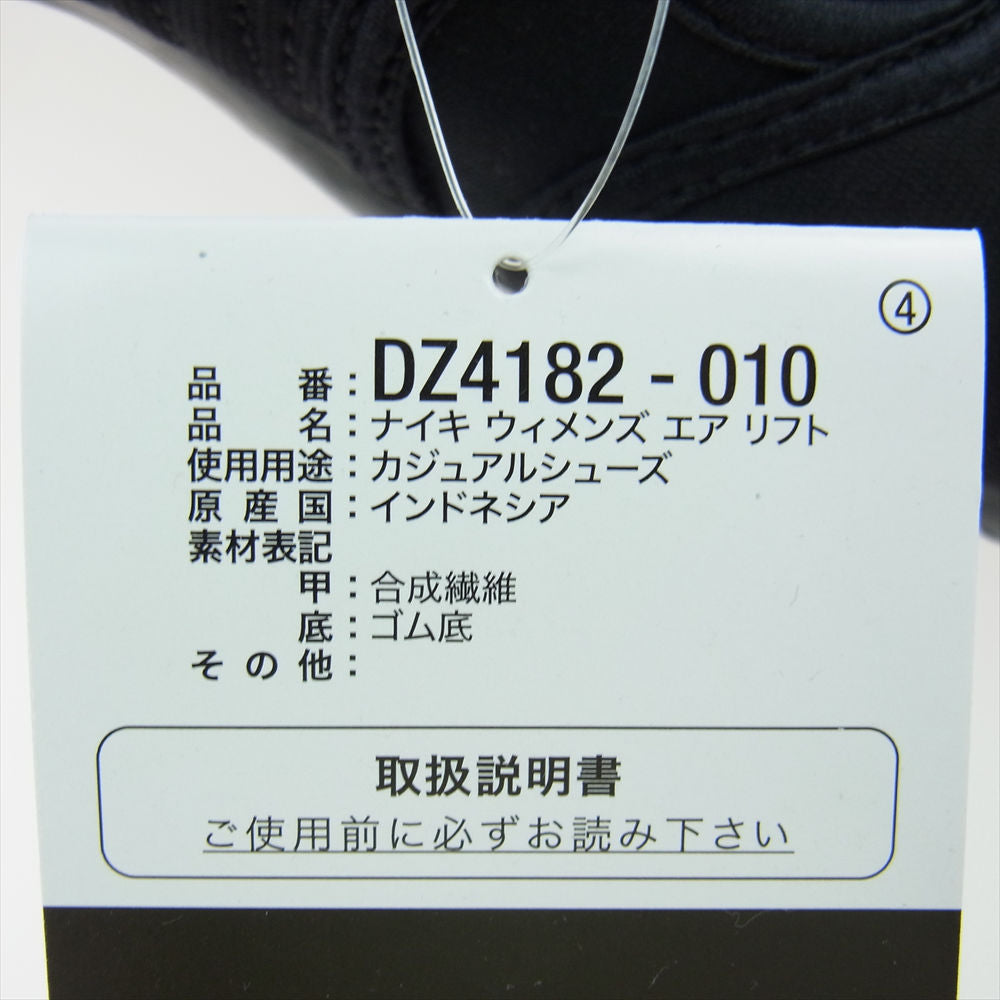 ④
品番：DZ4182 - 010
品名：ナイキ ウィメンズ エア リフト
使用用途：カジュアルシューズ
原産国：インドネシア
素材表記
甲：合成繊維
底：ゴム底
その他：
取扱説明書
ご使用前に必ずお読み下さい